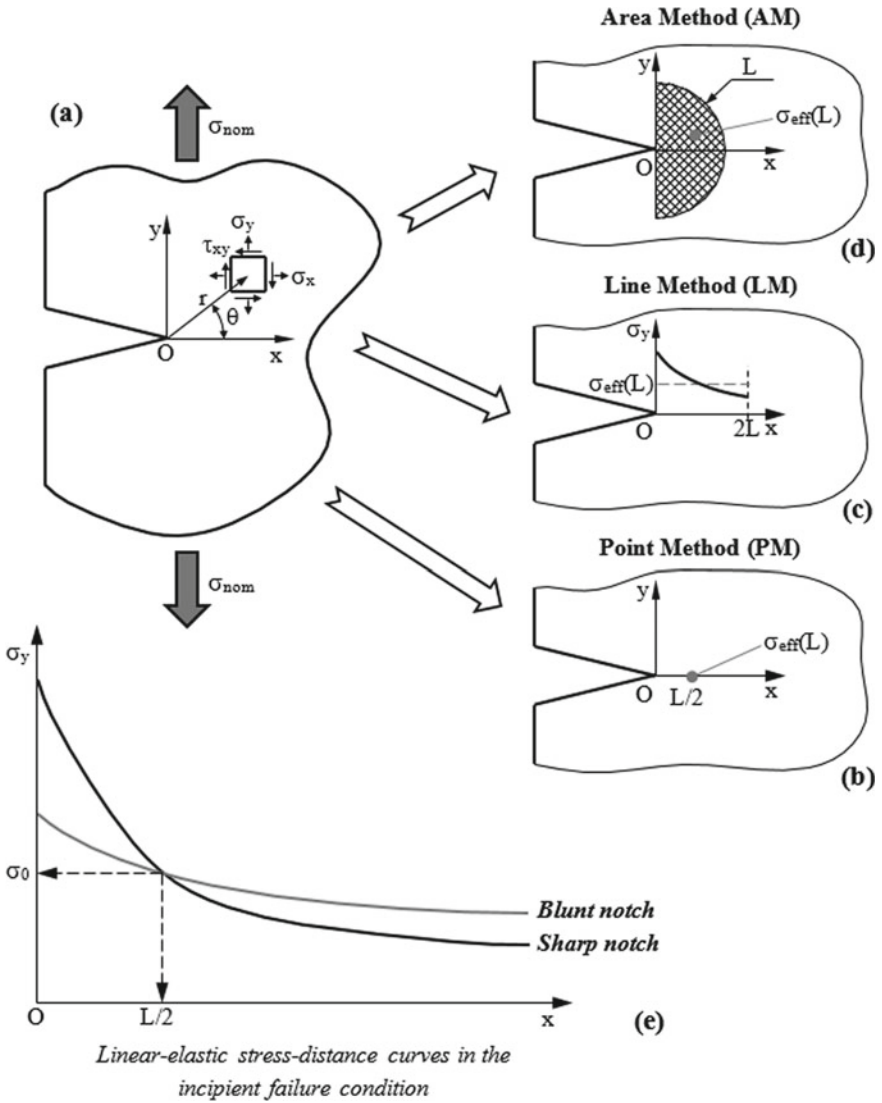 Area Method (AM)
y
L
σeff(L)
O
x
(d)
(a)
σnom
y
σy
τxy
σx
r
θ
O
x
Line Method (LM)
σy
σeff(L)
O
2L x
(c)
σnom
Point Method (PM)
y
σeff(L)
O
L/2
x
(b)
σy
σ0
Blunt notch
Sharp notch
O
L/2
x
(e)
Linear-elastic stress-distance curves in the
incipient failure condition